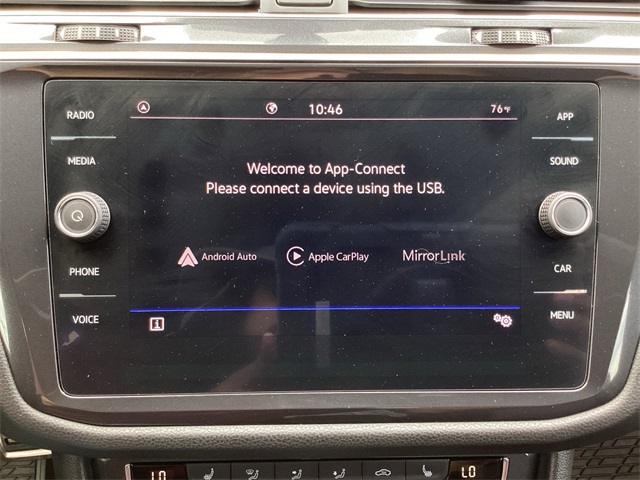 RADIO
10:46
76°F
APP
MEDIA
SOUND
Welcome to App-Connect
Please connect a device using the USB.
Android Auto
Apple CarPlay
MirrorLink
PHONE
CAR
VOICE
i
MENU
LO
LO